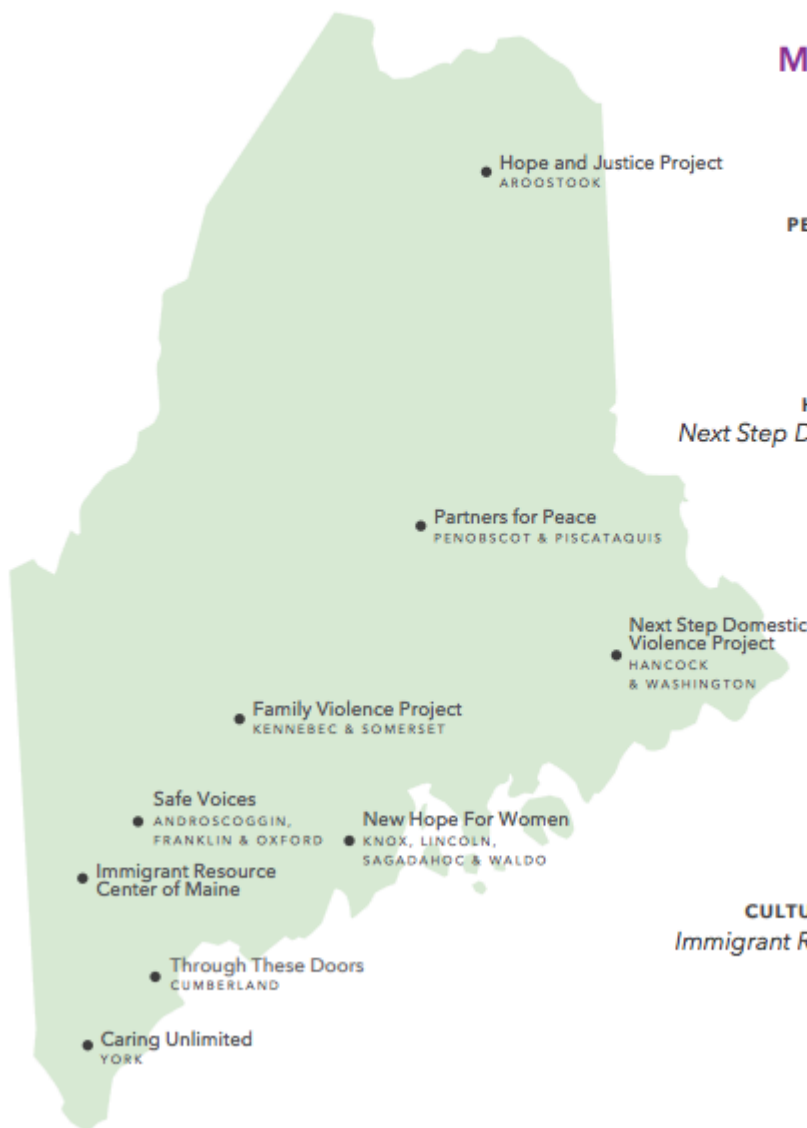 M
Hope and Justice Project
AROOSTOOK
PE
Next Step D
Partners for Peace
PENOBSCOT & PISCATAQUIS
Next Step Domestic
Violence Project
HANCOCK
& WASHINGTON
Family Violence Project
KENNEBEC & SOMERSET
Safe Voices
ANDROSCOGGIN,
FRANKLIN & OXFORD
New Hope For Women
KNOX, LINCOLN,
SAGADAHOC & WALDO
Immigrant Resource
Center of Maine
CULTU
Immigrant R
Through These Doors
CUMBERLAND
Caring Unlimited
YORK